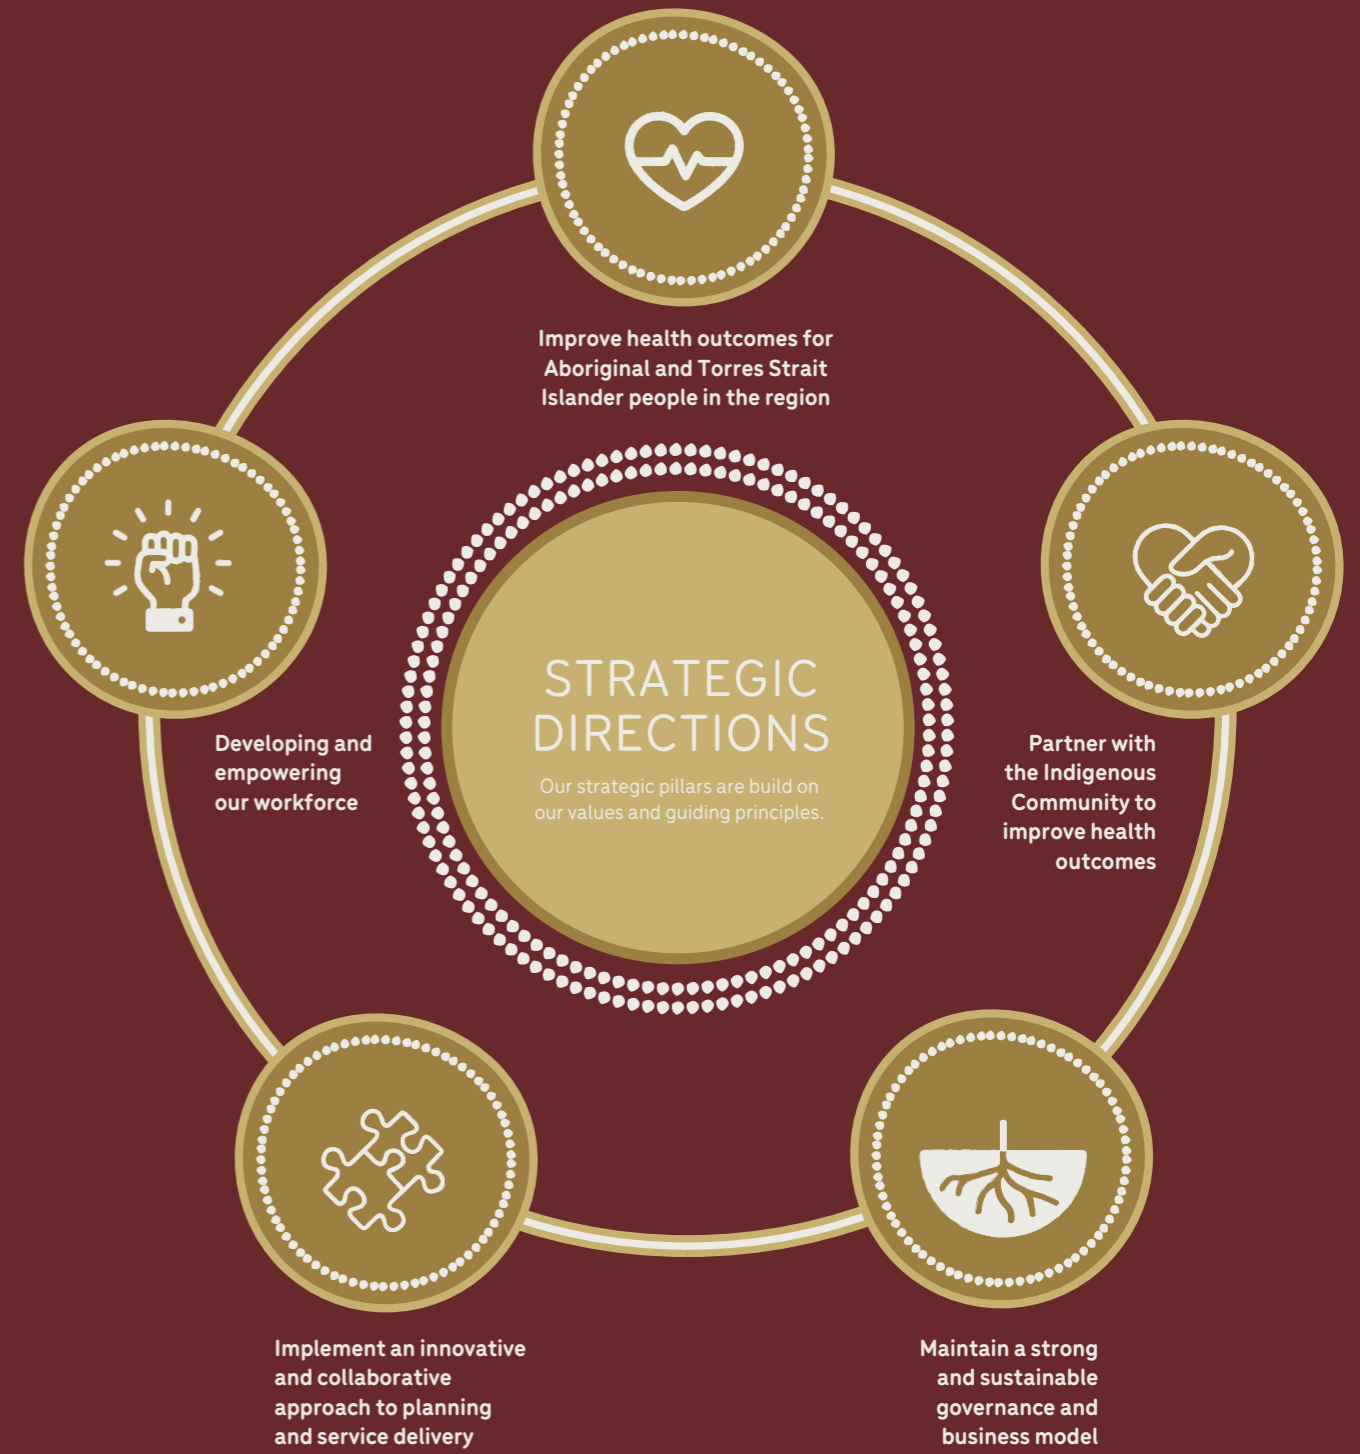 Improve health outcomes for
Aboriginal and Torres Strait
Islander people in the region
STRATEGIC
DIRECTIONS
Our strategic pillars are build on
our values and guiding principles.
Developing and
empowering
our workforce
Partner with
the Indigenous
Community to
improve health
outcomes
Implement an innovative
and collaborative
approach to planning
and service delivery
Maintain a strong
and sustainable
governance and
business model